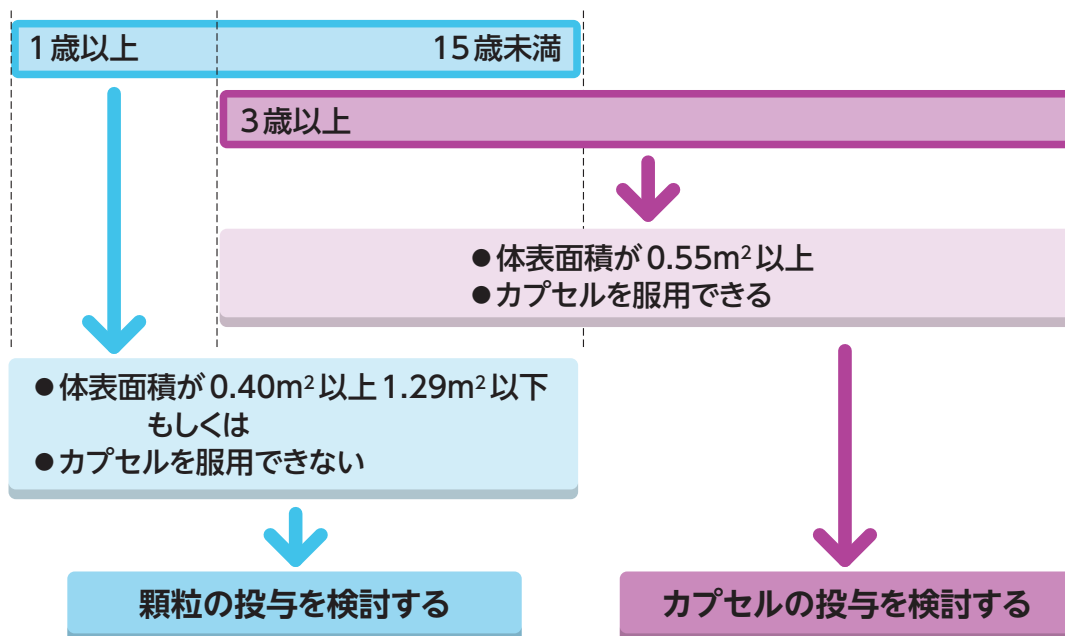 1歳以上 15歳未満
3歳以上
●体表面積が0.55m²以上
●カプセルを服用できる
●体表面積が0.40m²以上1.29m²以下
もしくは
●カプセルを服用できない
顆粒の投与を検討する
カプセルの投与を検討する